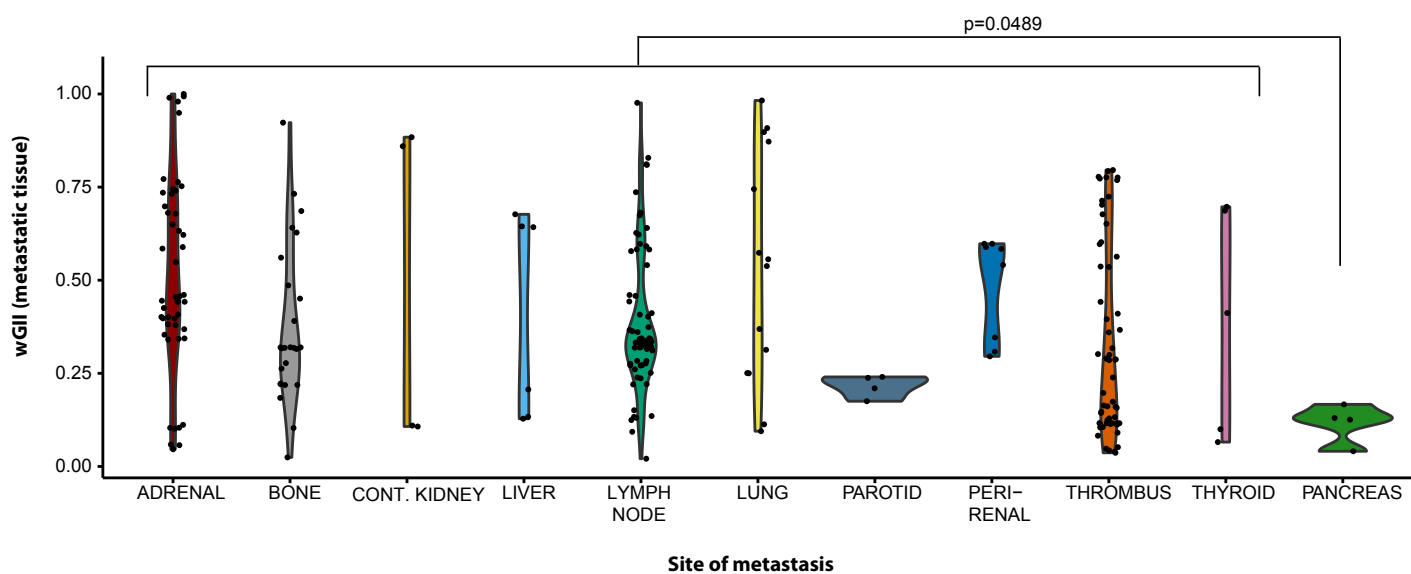 p=0.0489
wGII (metastatic tissue)
1.00
0.75
0.50
0.25
0.00
ADRENAL
BONE
CONT. KIDNEY
LIVER
LYMPH
NODE
LUNG
PAROTID
PERI−
RENAL
THROMBUS
THYROID
PANCREAS
Site of metastasis